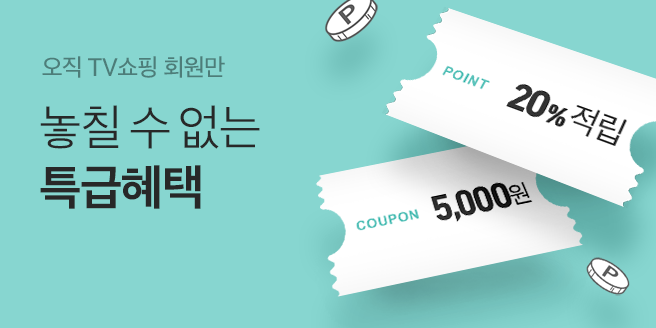 오직 TV쇼핑 회원만
놓칠 수 없는
특급혜택
P
POINT
20% 적립
COUPON
5,000원
P